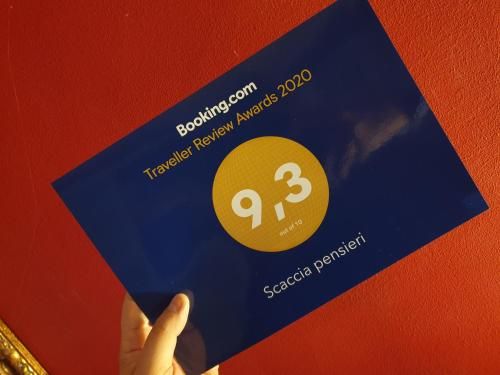 Booking.com
Traveller Review Awards 2020
9,3
out of 10
Scaccia pensieri